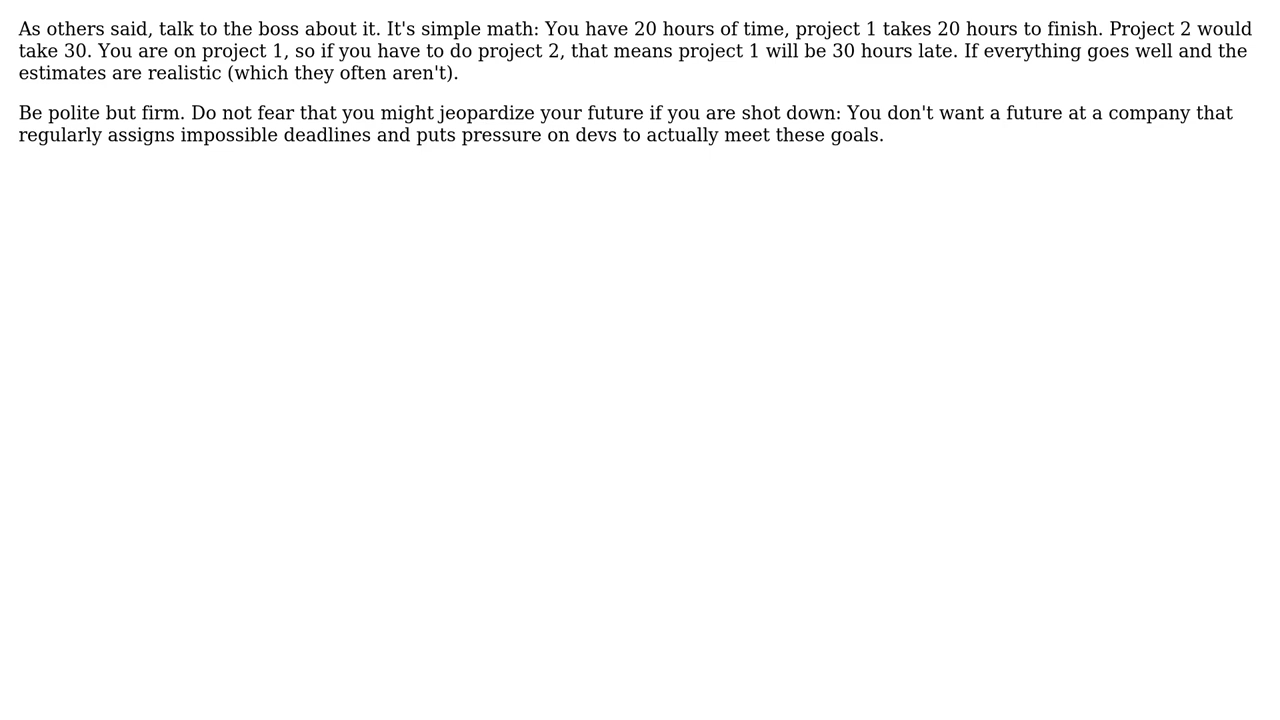 As others said, talk to the boss about it. It's simple math: You have 20 hours of time, project 1 takes 20 hours to finish. Project 2 would
take 30. You are on project 1, so if you have to do project 2, that means project 1 will be 30 hours late. If everything goes well and the
estimates are realistic (which they often aren't).
Be polite but firm. Do not fear that you might jeopardize your future if you are shot down: You don't want a future at a company that
regularly assigns impossible deadlines and puts pressure on devs to actually meet these goals.